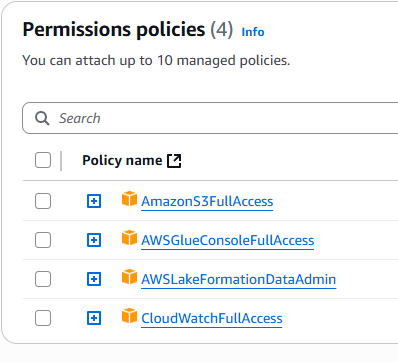 Permissions policies (4) Info
You can attach up to 10 managed policies.
Search
Policy name
AmazonS3FullAccess
AWSGlueConsoleFullAccess
AWSLakeFormationDataAdmin
CloudWatchFullAccess